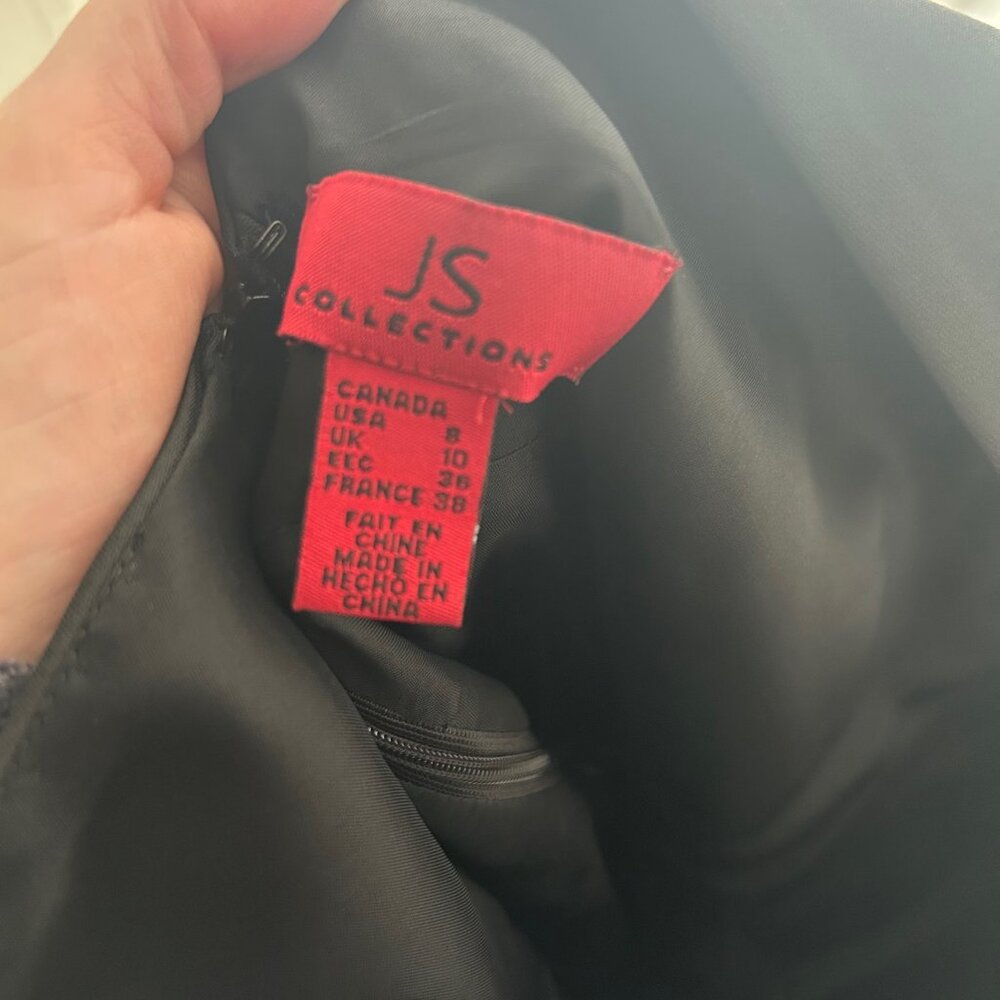 JS
COLLECTIONS
CANADA
USA 8
UK 10
EEC 36
FRANCE 38
FAIT EN
CHINE
MADE IN
HECHO EN
CHINA